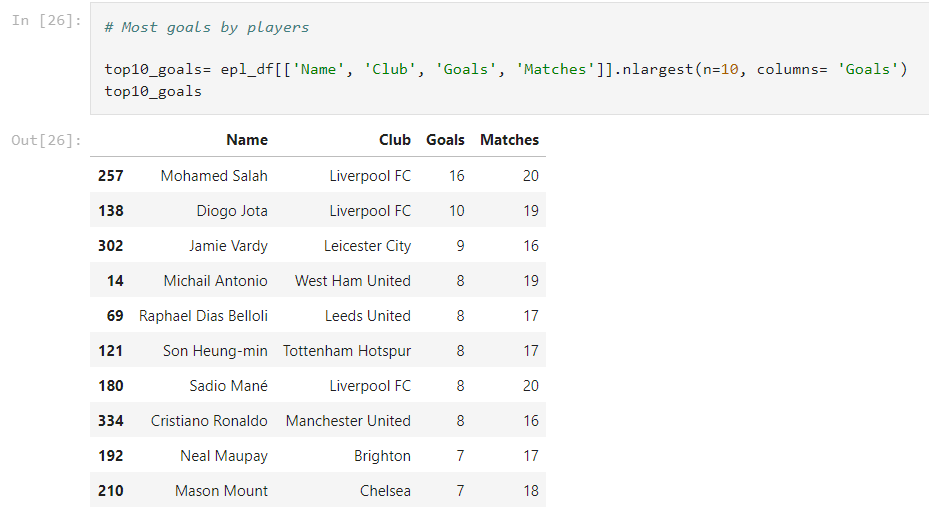 In [26]:
# Most goals by players
top10_goals= epl_df[['Name', 'Club', 'Goals', 'Matches']].nlargest(n=10, columns= 'Goals')
top10_goals
Out[26]:
Name Club Goals Matches
257 Mohamed Salah Liverpool FC 16 20
138 Diogo Jota Liverpool FC 10 19
302 Jamie Vardy Leicester City 9 16
14 Michail Antonio West Ham United 8 19
69 Raphael Dias Belloli Leeds United 8 17
121 Son Heung-min Tottenham Hotspur 8 17
180 Sadio Mané Liverpool FC 8 20
334 Cristiano Ronaldo Manchester United 8 16
192 Neal Maupay Brighton 7 17
210 Mason Mount Chelsea 7 18